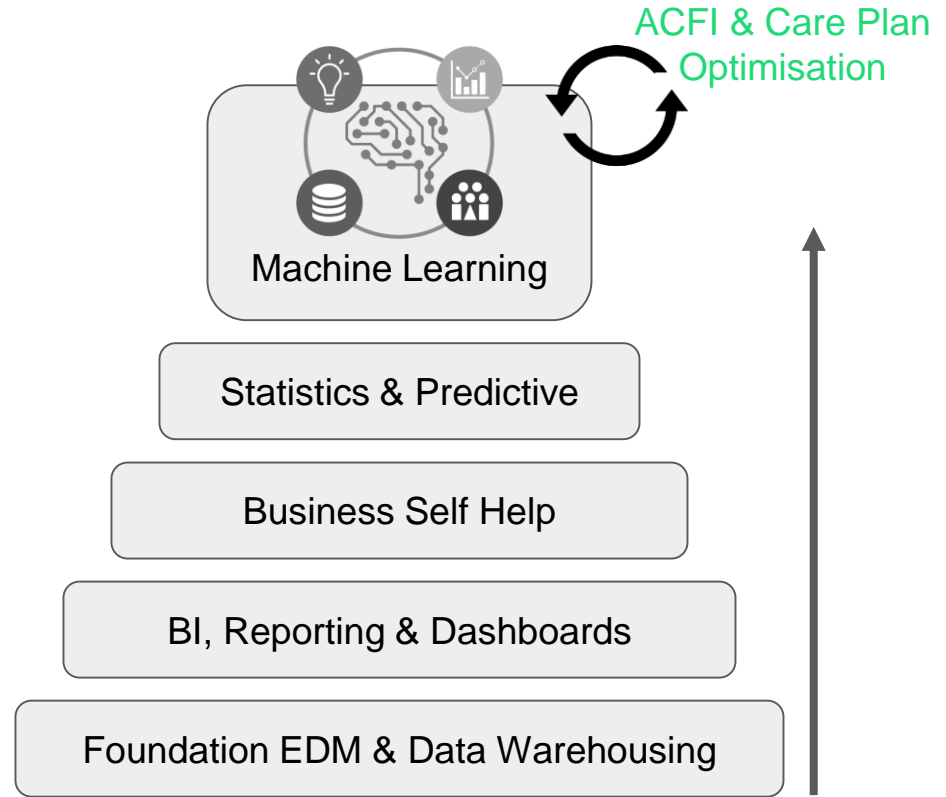 ACFI & Care Plan
Optimisation
Machine Learning
Statistics & Predictive
Business Self Help
BI, Reporting & Dashboards
Foundation EDM & Data Warehousing